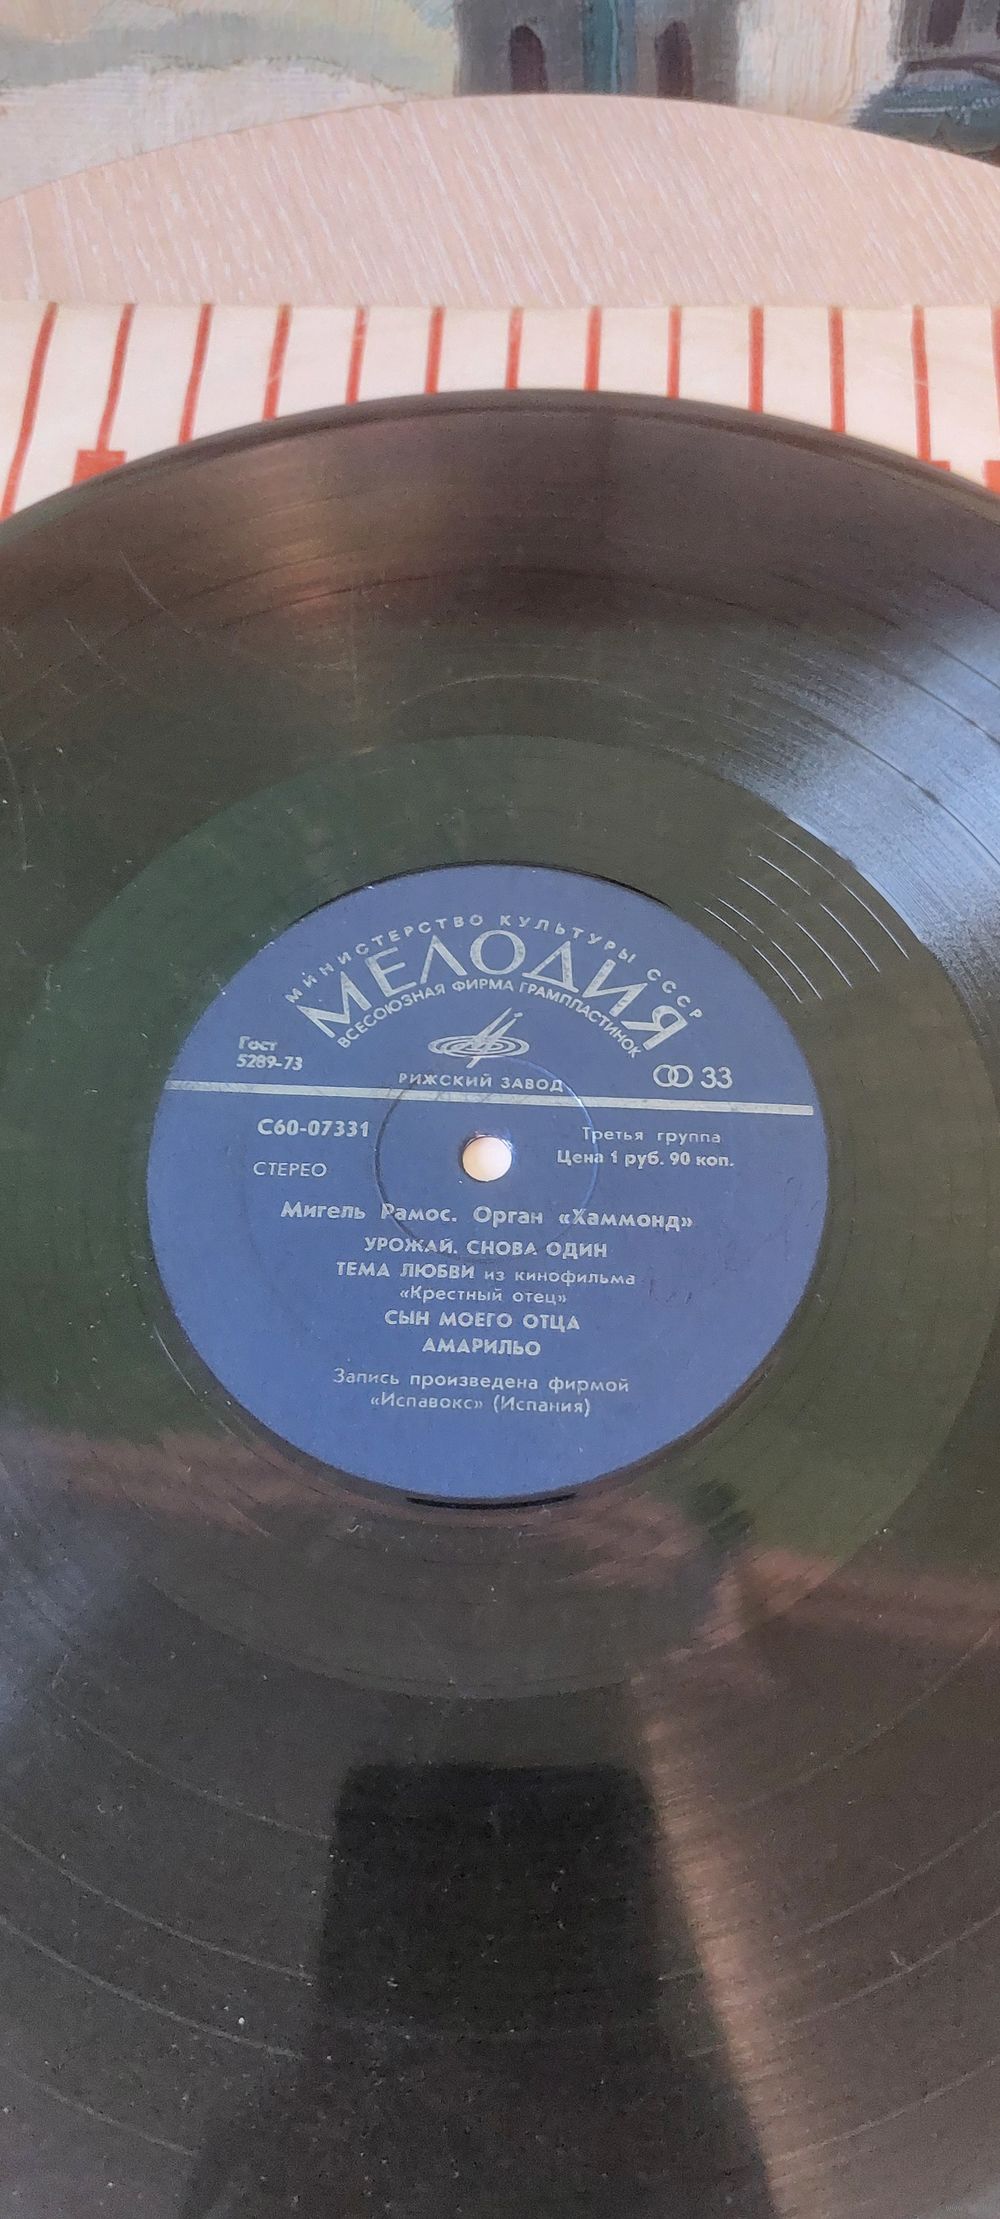 МИНИСТЕРСТВО КУЛЬТУРЫ СССР
МЕЛОДИЯ
ВСЕСОЮЗНАЯ ФИРМА ГРАМПЛАСТИНОК
Гост
5289-73
РИЖСКИЙ ЗАВОД
33
С60-07331
Третья группа
СТЕРЕО
Цена 1 руб. 90 коп.
Мигель Рамос. Орган «Хаммонд»
УРОЖАЙ. СНОВА ОДИН
ТЕМА ЛЮБВИ из кинофильма
«Крестный отец»
СЫН МОЕГО ОТЦА
АМАРИЛЬО
Запись произведена фирмой
«Испавокс» (Испания)